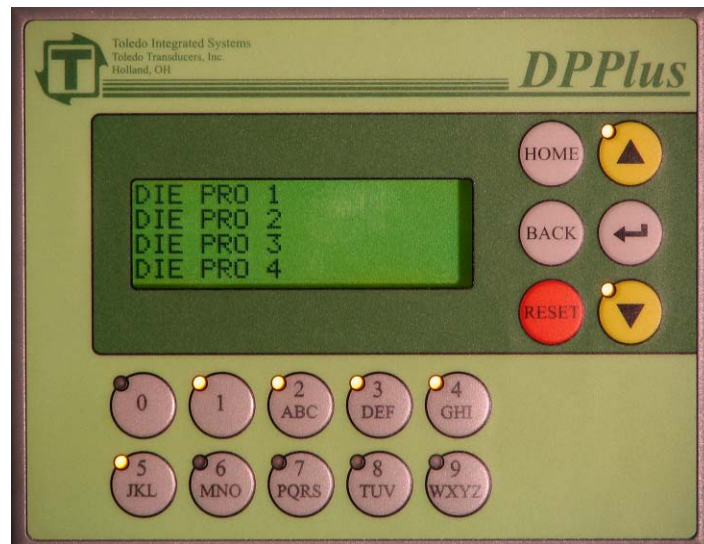 T
Toledo Integrated Systems
Toledo Transducers, Inc.
Holland, OH
DPPlus
DIE PRO 1
DIE PRO 2
DIE PRO 3
DIE PRO 4
HOME
BACK
RESET
0
1
2
ABC
3
DEF
4
GHI
5
JKL
6
MNO
7
PQRS
8
TUV
9
WXYZ